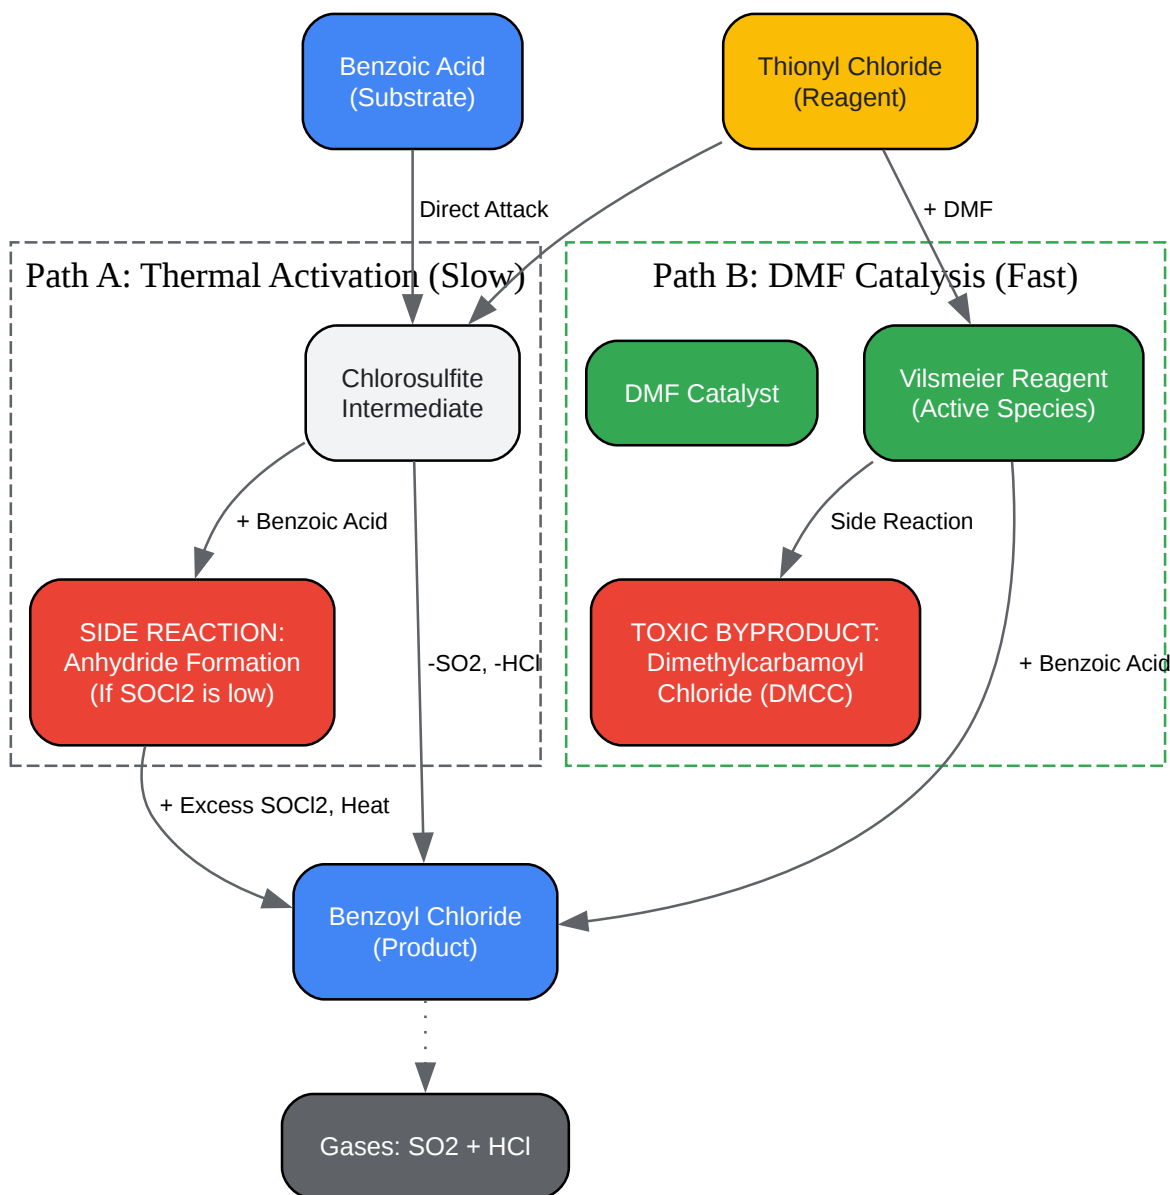 Benzoic Acid
(Substrate)
Thionyl Chloride
(Reagent)
Direct Attack
+ DMF
Path A: Thermal Activation (Slow)
Path B: DMF Catalysis (Fast)
Chlorosulfite
Intermediate
DMF Catalyst
Vilsmeier Reagent
(Active Species)
+ Benzoic Acid
Side Reaction
SIDE REACTION:
Anhydride Formation
(If SOCl2 is low)
-SO2, -HCl
TOXIC BYPRODUCT:
Dimethylcarbamoyl
Chloride (DMCC)
+ Benzoic Acid
+ Excess SOCl2, Heat
Benzoyl Chloride
(Product)
Gases: SO2 + HCl